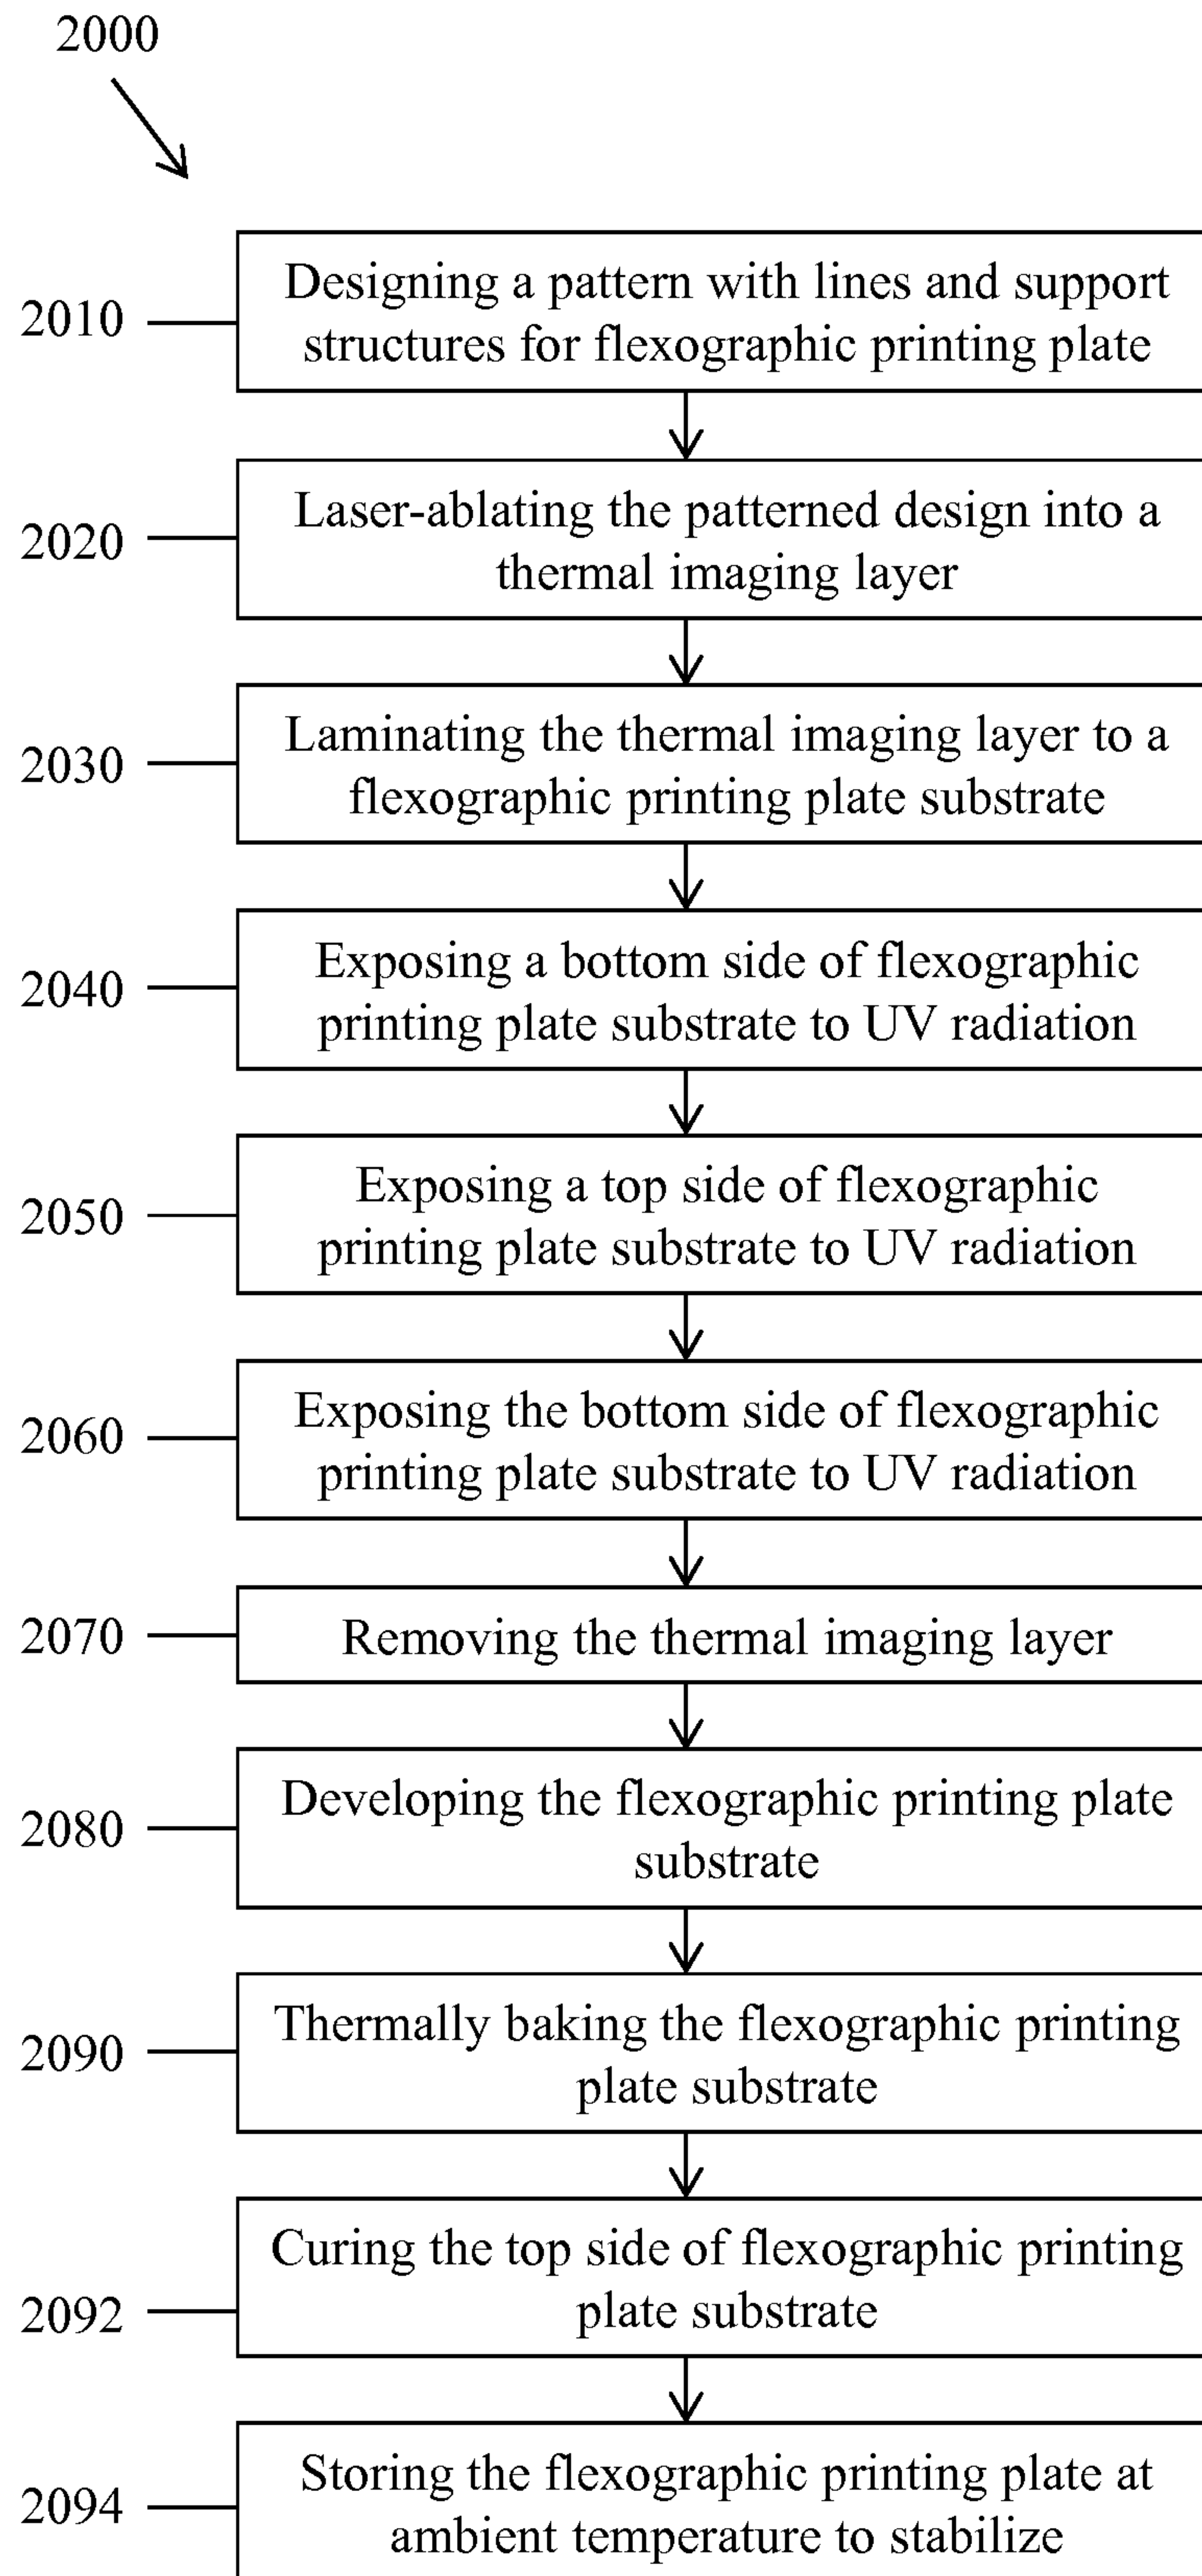 2000
2010
Designing a pattern with lines and support
structures for flexographic printing plate
2020
Laser-ablating the patterned design into a
thermal imaging layer
2030
Laminating the thermal imaging layer to a
flexographic printing plate substrate
2040
Exposing a bottom side of flexographic
printing plate substrate to UV radiation
2050
Exposing a top side of flexographic
printing plate substrate to UV radiation
2060
Exposing the bottom side of flexographic
printing plate substrate to UV radiation
2070
Removing the thermal imaging layer
2080
Developing the flexographic printing plate
substrate
2090
Thermally baking the flexographic printing
plate substrate
2092
Curing the top side of flexographic printing
plate substrate
2094
Storing the flexographic printing plate at
ambient temperature to stabilize